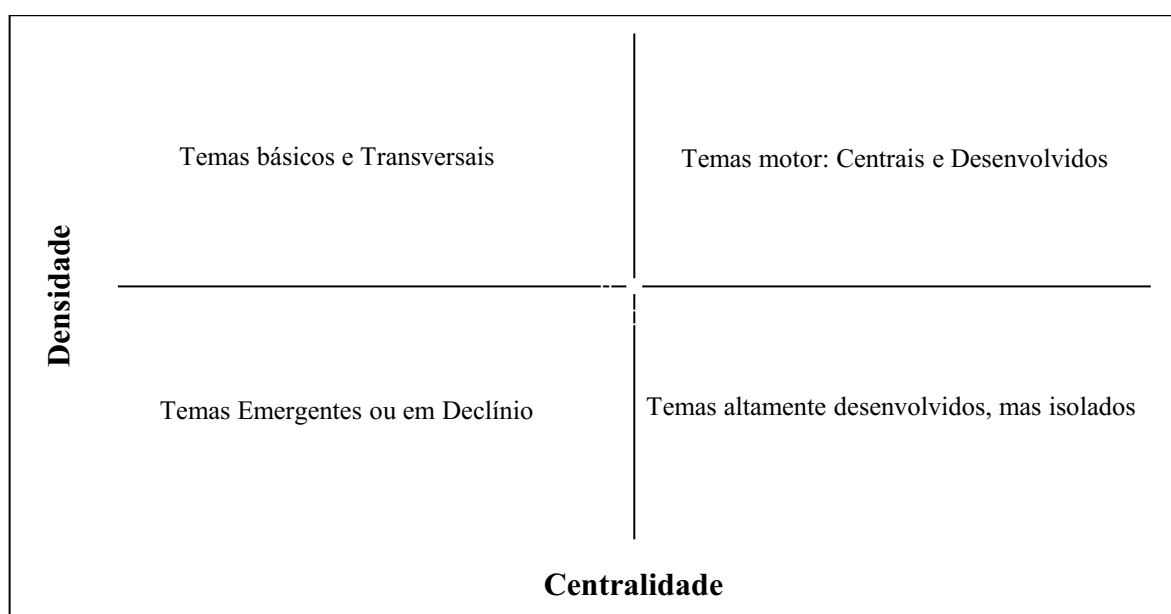 Temas básicos e Transversais
Temas motor: Centrais e Desenvolvidos
Densidade
Temas Emergentes ou em Declínio
Temas altamente desenvolvidos, mas isolados
Centralidade